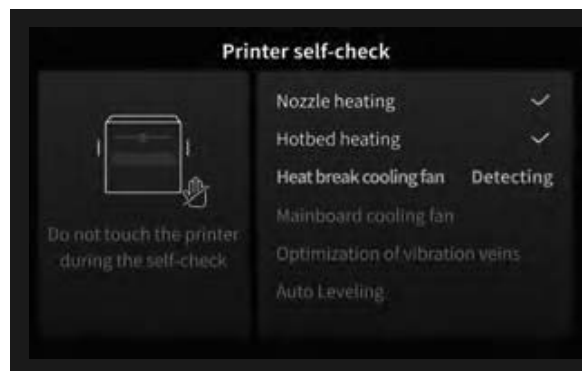 Printer self-check
Do not touch the printer
during the self-check
Nozzle heating
Hotbed heating
Heat break cooling fan Detecting
Mainboard cooling fan
Optimization of vibration veins
Auto Leveling